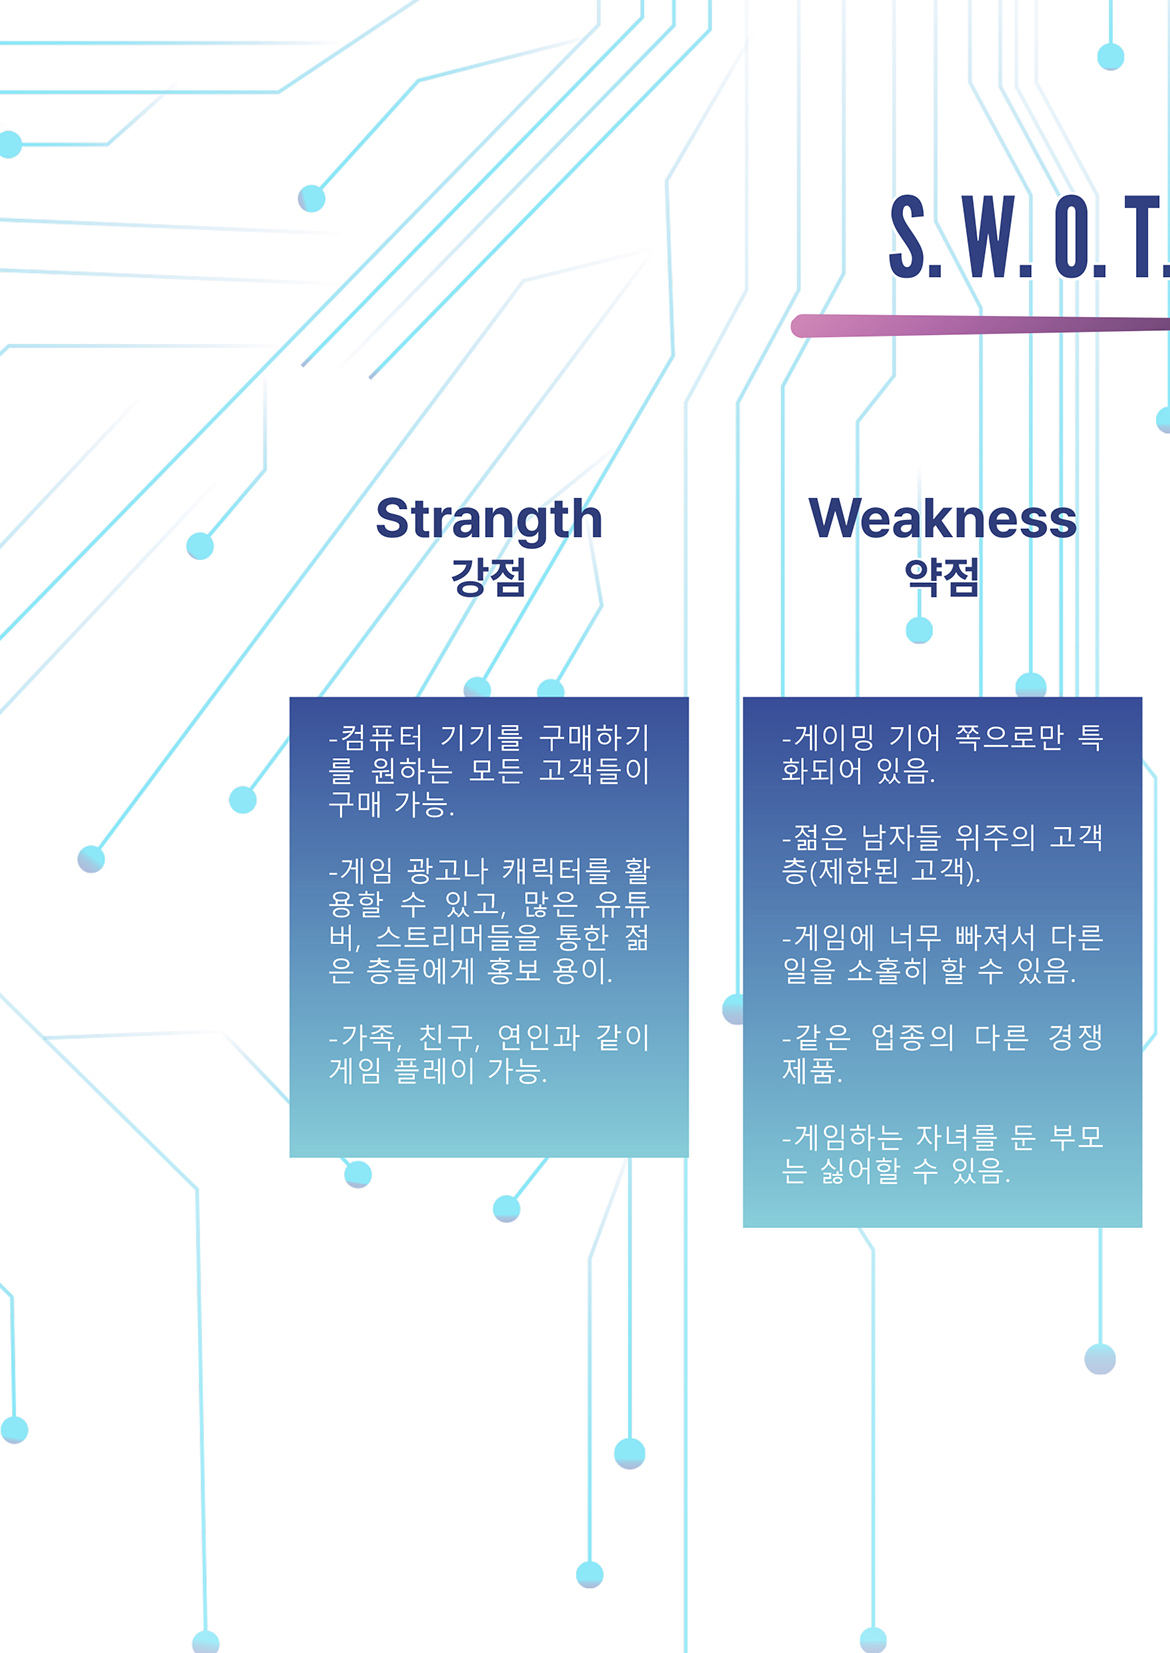 S. W. O. T.
Strangth
강점
-컴퓨터 기기를 구매하기
를 원하는 모든 고객들이
구매 가능.
-게임 광고나 캐릭터를 활
용할 수 있고, 많은 유튜
버, 스트리머들을 통한 젊
은 층들에게 홍보 용이.
-가족, 친구, 연인과 같이
게임 플레이 가능.
Weakness
약점
-게이밍 기어 쪽으로만 특
화되어 있음.
-젊은 남자들 위주의 고객
층(제한된 고객).
-게임에 너무 빠져서 다른
일을 소홀히 할 수 있음.
-같은 업종의 다른 경쟁
제품.
-게임하는 자녀를 둔 부모
는 싫어할 수 있음.